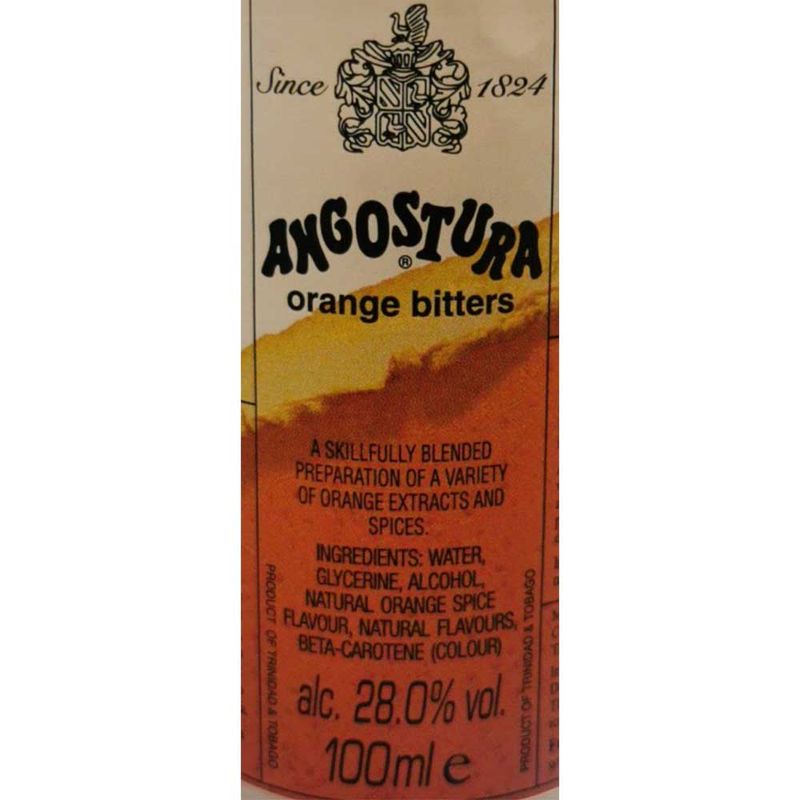 Since 1824
ANGOSTURA
®
orange bitters
A SKILLFULLY BLENDED
PREPARATION OF A VARIETY
OF ORANGE EXTRACTS AND
SPICES.
INGREDIENTS: WATER,
GLYCERINE, ALCOHOL,
NATURAL ORANGE SPICE
FLAVOUR, NATURAL FLAVOURS,
BETA-CAROTENE (COLOUR)
alc. 28.0% vol.
100ml e
PRODUCT OF TRINIDAD & TOBAGO
PRODUCT OF TRINIDAD & TOBAGO